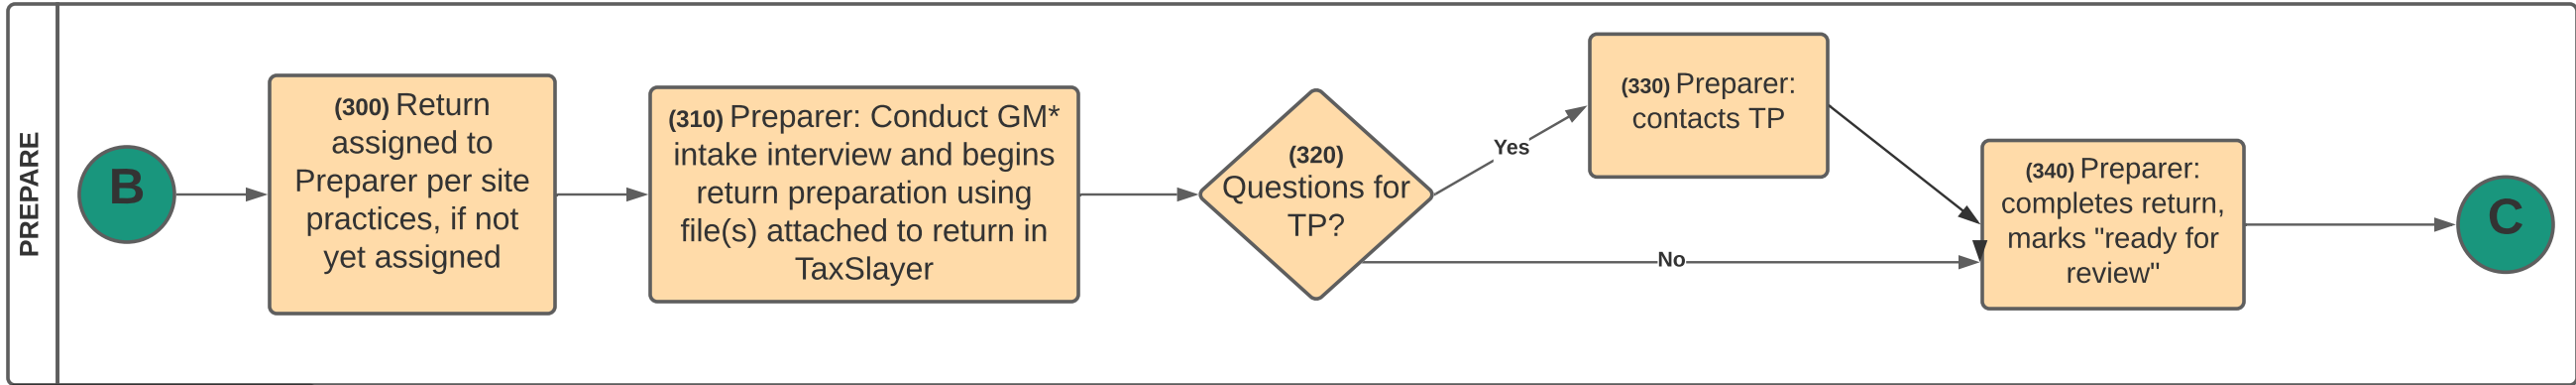 PREPARE
B
(300) Return
assigned to
Preparer per site
practices, if not
yet assigned
(310) Preparer: Conduct GM*
intake interview and begins
return preparation using
file(s) attached to return in
TaxSlayer
(320)
Questions for
TP?
Yes
(330) Preparer:
contacts TP
No
(340) Preparer:
completes return,
marks "ready for
review"
C